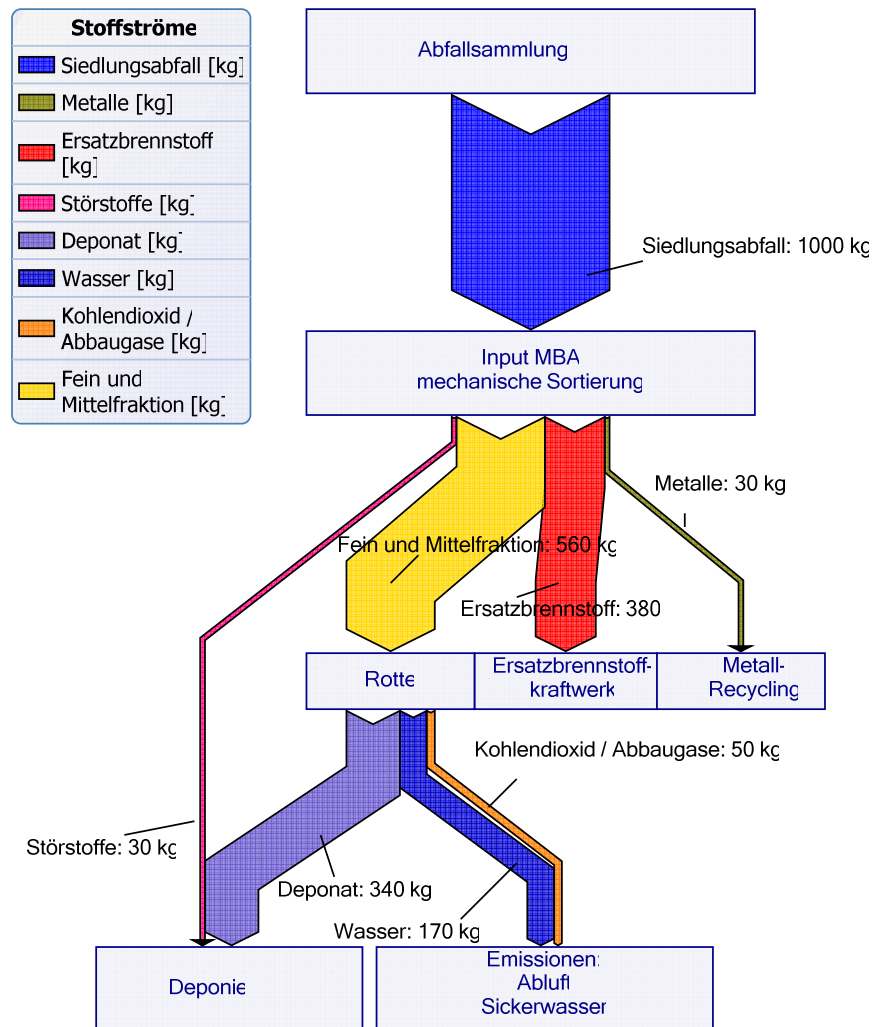 Stoffströme
Siedlungsabfall [kg]
Metalle [kg]
Ersatzbrennstoff
[kg]
Störstoffe [kg]
Deponat [kg]
Wasser [kg]
Kohlendioxid /
Abbaugase [kg]
Fein und
Mittelfraktion [kg]
Abfallsammlung
Siedlungsabfall: 1000 kg
Input MBA
mechanische Sortierung
Metalle: 30 kg
Fein und Mittelfraktion: 560 kg
Ersatzbrennstoff: 380
Rotte
Ersatzbrennstoff-
kraftwerk
Metall-
Recycling
Kohlendioxid / Abbaugase: 50 kg
Störstoffe: 30 kg
Deponat: 340 kg
Wasser: 170 kg
Deponie
Emissionen:
Abluft
Sickerwasser